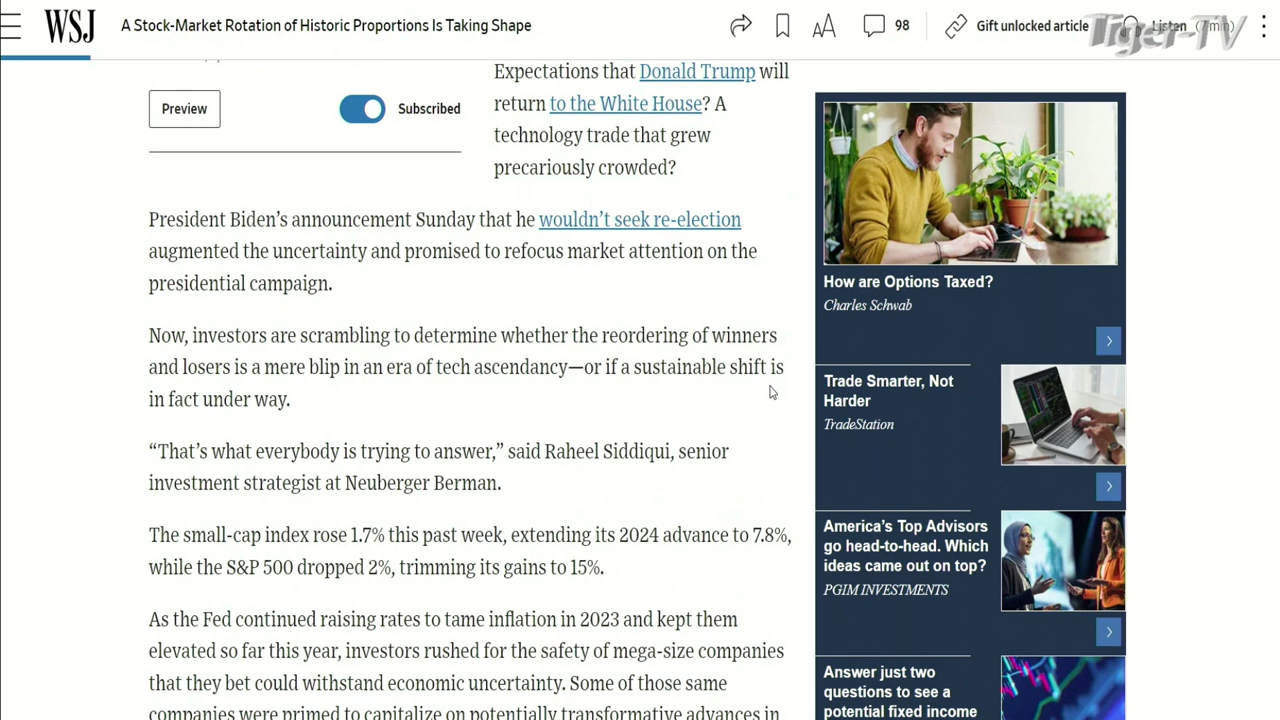 WSJ
A Stock-Market Rotation of Historic Proportions Is Taking Shape
AA
98
Gift unlocked article
Listen (7 min)
Tiger-TV
Preview
Subscribed
Expectations that Donald Trump will
return to the White House? A
technology trade that grew
precariously crowded?
President Biden’s announcement Sunday that he wouldn’t seek re-election
augmented the uncertainty and promised to refocus market attention on the
presidential campaign.
Now, investors are scrambling to determine whether the reordering of winners
and losers is a mere blip in an era of tech ascendancy—or if a sustainable shift is
in fact under way.
“That’s what everybody is trying to answer,” said Raheel Siddiqui, senior
investment strategist at Neuberger Berman.
The small-cap index rose 1.7% this past week, extending its 2024 advance to 7.8%,
while the S&P 500 dropped 2%, trimming its gains to 15%.
As the Fed continued raising rates to tame inflation in 2023 and kept them
elevated so far this year, investors rushed for the safety of mega-size companies
that they bet could withstand economic uncertainty. Some of those same
companies were primed to capitalize on potentially transformative advances in
How are Options Taxed?
Charles Schwab
Trade Smarter, Not
Harder
TradeStation
America’s Top Advisors
go head-to-head. Which
ideas came out on top?
PGIM INVESTMENTS
Answer just two
questions to see a
potential fixed income